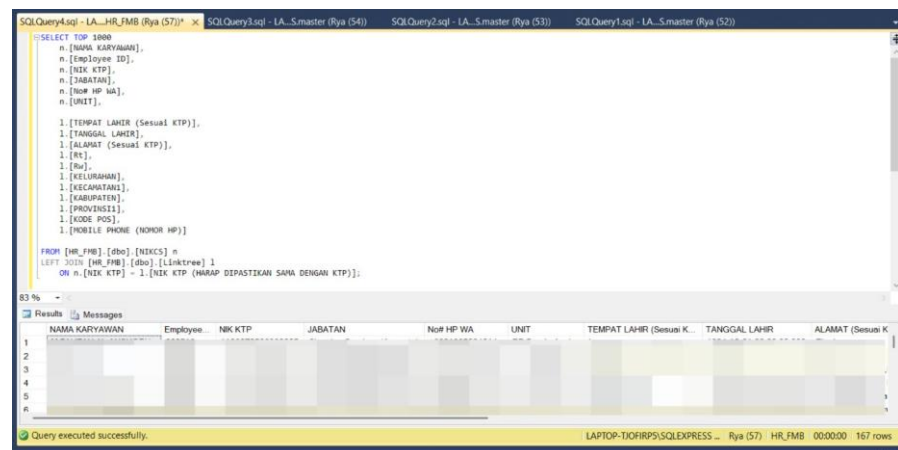 SQLQuery4.sql - LA....HR_FMB (Rya (57))* SQLQuery3.sql - LA...S.master (Rya (54)) SQLQuery2.sql - LA...S.master (Rya (53)) SQLQuery1.sql - LA...S.master (Rya (52))
SELECT TOP 1000
n.[NAMA KARYAWAN],
n.[Employee ID],
n.[NIK KTP],
n.[JABATAN],
n.[No# HP WA],
n.[UNIT],
l.[TEMPAT LAHIR (Sesuai KTP)],
l.[TANGGAL LAHIR],
l.[ALAMAT (Sesuai KTP)],
l.[Rt],
l.[Rw],
l.[KELURAHAN],
l.[KECAMATAN1],
l.[KABUPATEN],
l.[PROVINSI1],
l.[KODE POS],
l.[MOBILE PHONE (NOMOR HP)]
FROM [HR_FMB].[dbo].[NIKCS] n
LEFT JOIN [HR_FMB].[dbo].[Linktree] l
ON n.[NIK KTP] = l.[NIK KTP (HARAP DIPASTIKAN SAMA DENGAN KTP)];
83 %
Results Messages
NAMA KARYAWAN Employee... NIK KTP JABATAN No# HP WA UNIT TEMPAT LAHIR (Sesuai K... TANGGAL LAHIR ALAMAT (Sesuai K
1
2
3
4
5
6
Query executed successfully. LAPTOP-TJOFIRP5\SQLEXPRESS ... Rya (57) HR_FMB 00:00:00 167 rows